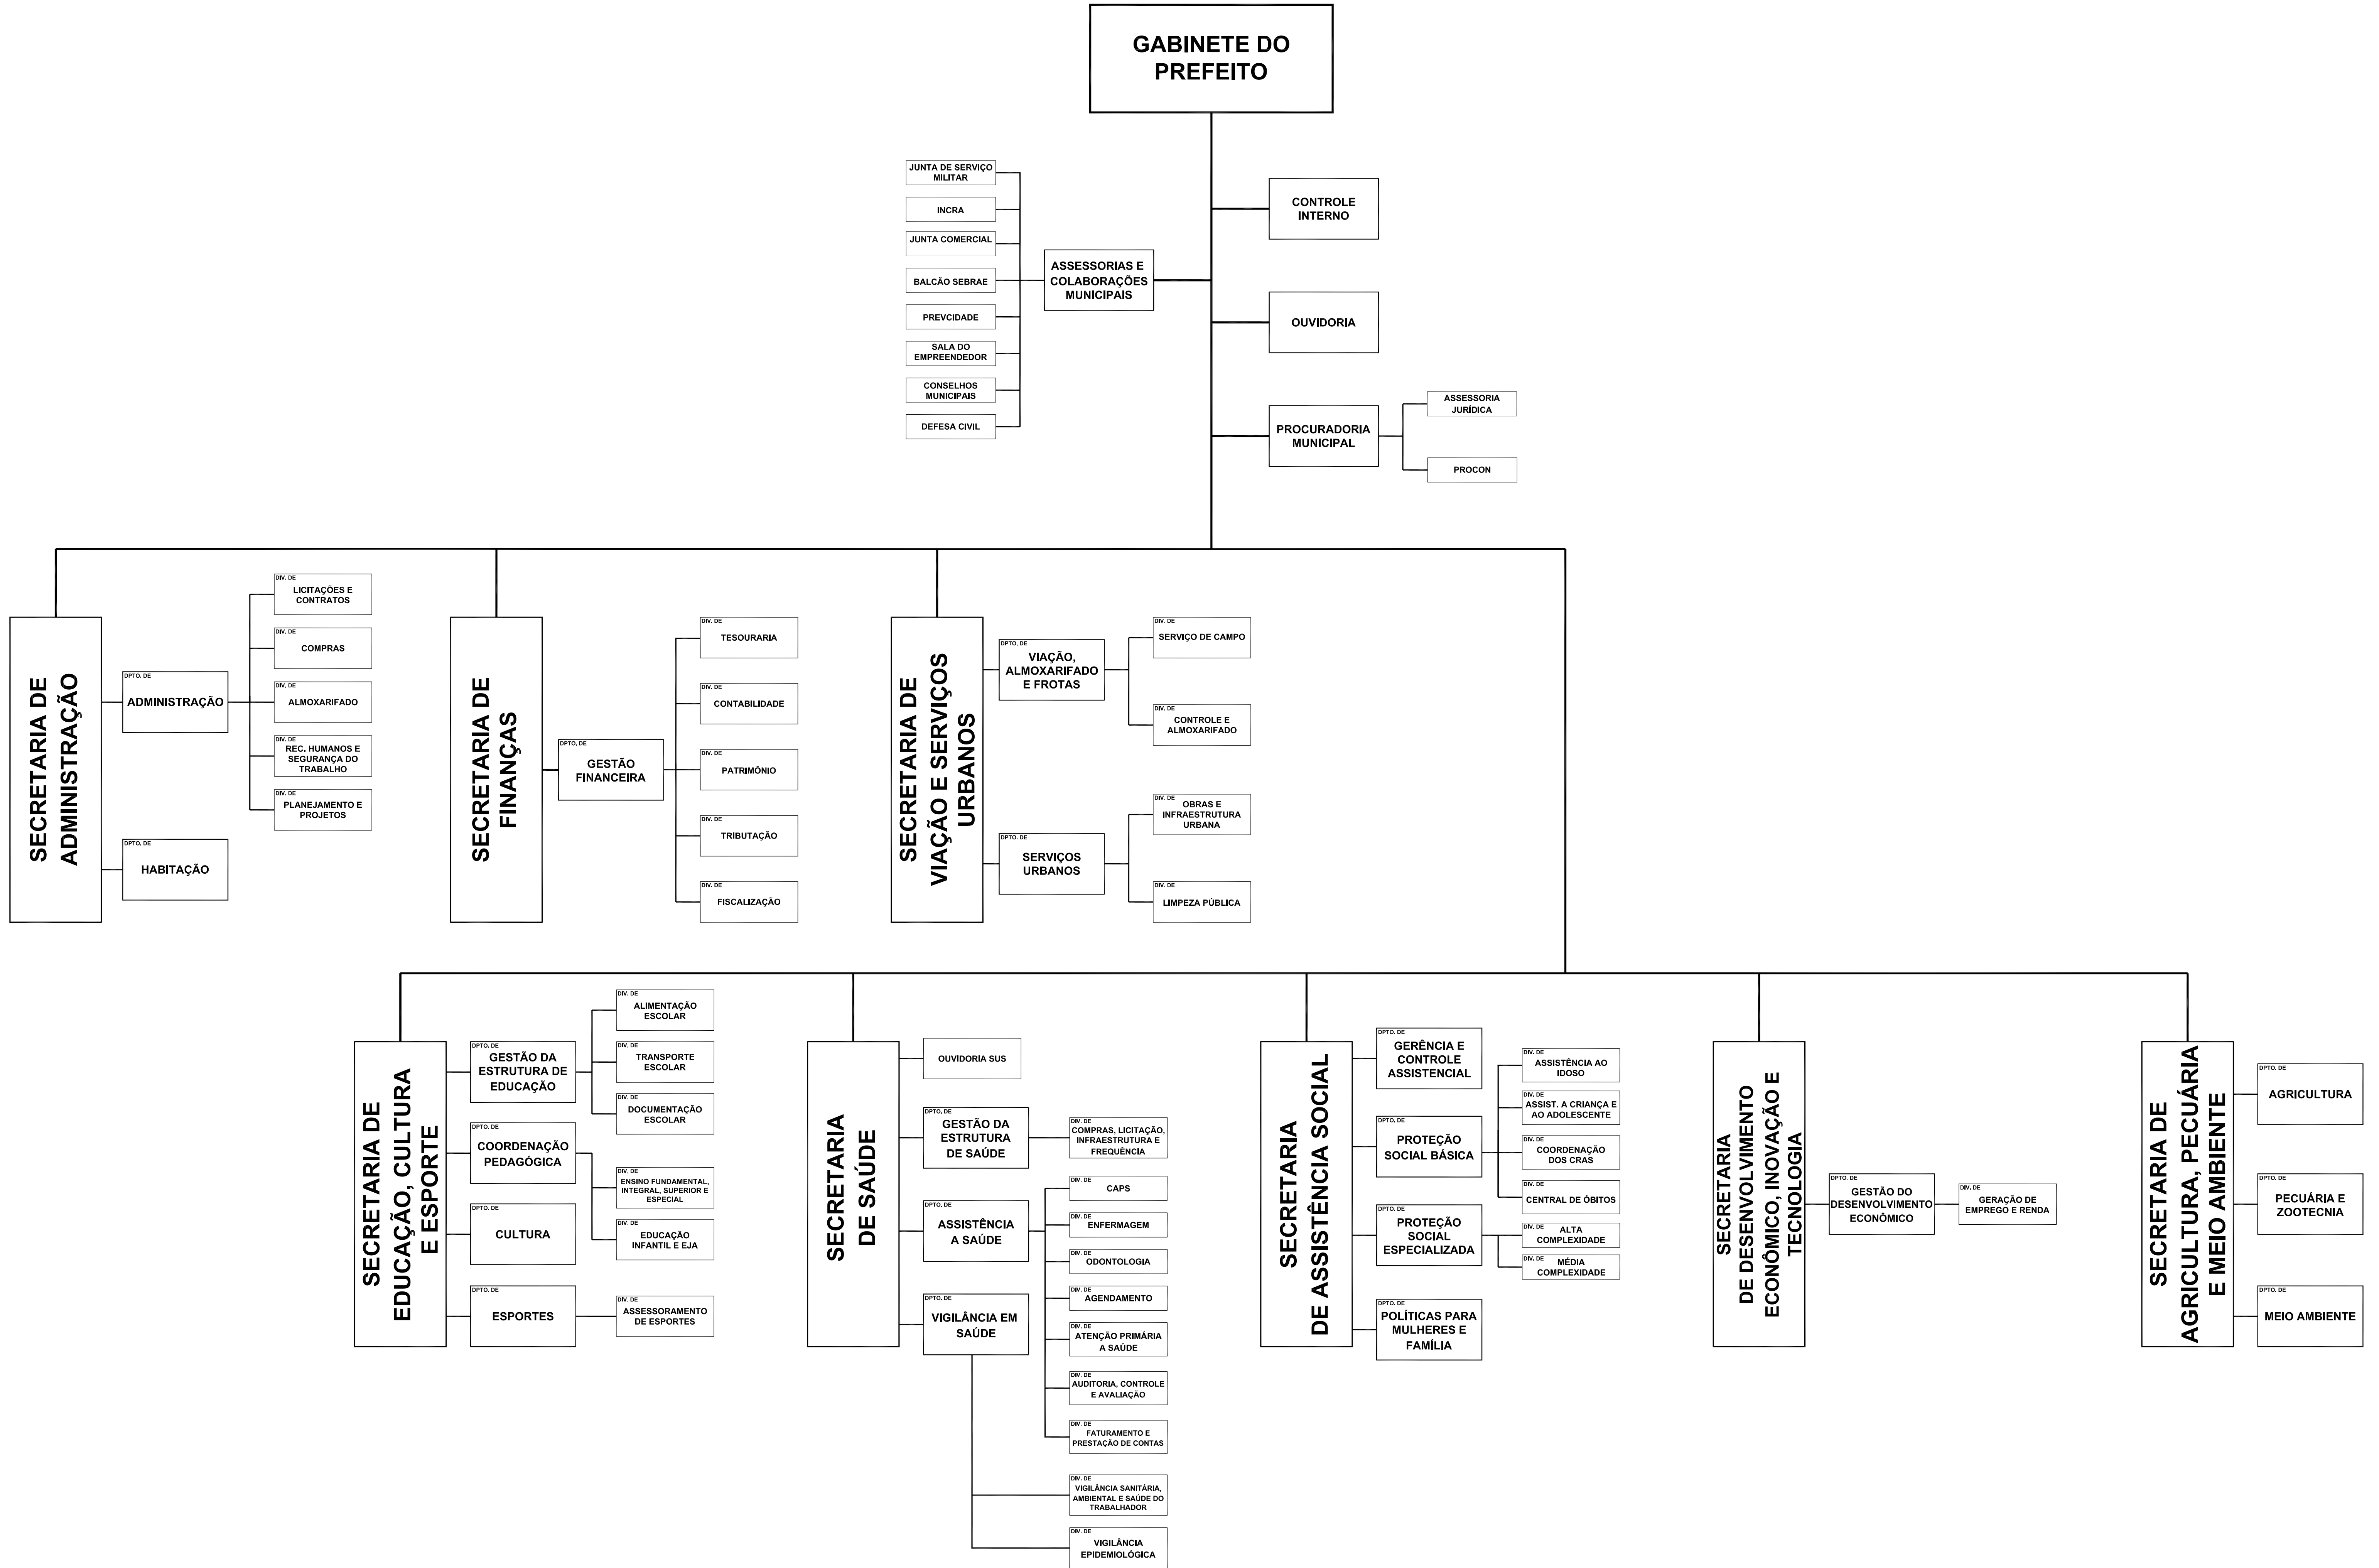 GABINETE DO
PREFEITO
JUNTA DE SERVIÇO
MILITAR
INCRA
JUNTA COMERCIAL
BALCÃO SEBRAE
PREVCIDADE
SALA DO
EMPREENDEDOR
CONSELHOS
MUNICIPAIS
DEFESA CIVIL
ASSESSORIAS E
COLABORAÇÕES
MUNICIPAIS
CONTROLE
INTERNO
OUVIDORIA
PROCURADORIA
MUNICIPAL
ASSESSORIA
JURÍDICA
PROCON
SECRETARIA DE
ADMINISTRAÇÃO
DPTO. DE
ADMINISTRAÇÃO
DIV. DE
LICITAÇÕES E
CONTRATOS
DIV. DE
COMPRAS
DIV. DE
ALMOXARIFADO
DIV. DE
REC. HUMANOS E
SEGURANÇA DO
TRABALHO
DIV. DE
PLANEJAMENTO E
PROJETOS
DPTO. DE
HABITAÇÃO
SECRETARIA DE
FINANÇAS
DPTO. DE
GESTÃO
FINANCEIRA
DIV. DE
TESOURARIA
DIV. DE
CONTABILIDADE
DIV. DE
PATRIMÔNIO
DIV. DE
TRIBUTAÇÃO
DIV. DE
FISCALIZAÇÃO
SECRETARIA DE
VIAÇÃO E SERVIÇOS
URBANOS
DPTO. DE
VIAÇÃO,
ALMOXARIFADO
E FROTAS
DIV. DE
SERVIÇO DE CAMPO
DIV. DE
CONTROLE E
ALMOXARIFADO
DPTO. DE
SERVIÇOS
URBANOS
DIV. DE
OBRAS E
INFRAESTRUTURA
URBANA
DIV. DE
LIMPEZA PÚBLICA
SECRETARIA DE
EDUCAÇÃO, CULTURA
E ESPORTE
DPTO. DE
GESTÃO DA
ESTRUTURA DE
EDUCAÇÃO
DIV. DE
ALIMENTAÇÃO
ESCOLAR
DIV. DE
TRANSPORTE
ESCOLAR
DIV. DE
DOCUMENTAÇÃO
ESCOLAR
DPTO. DE
COORDENAÇÃO
PEDAGÓGICA
DIV. DE
ENSINO FUNDAMENTAL,
INTEGRAL, SUPERIOR E
ESPECIAL
DIV. DE
EDUCAÇÃO
INFANTIL E EJA
DPTO. DE
CULTURA
DPTO. DE
ESPORTES
DIV. DE
ASSESSORAMENTO
DE ESPORTES
SECRETARIA
DE SAÚDE
OUVIDORIA SUS
DPTO. DE
GESTÃO DA
ESTRUTURA
DE SAÚDE
DIV. DE
COMPRAS, LICITAÇÃO,
INFRAESTRUTURA E
FREQUÊNCIA
DPTO. DE
ASSISTÊNCIA
A SAÚDE
DIV. DE
CAPS
DIV. DE
ENFERMAGEM
DIV. DE
ODONTOLOGIA
DIV. DE
AGENDAMENTO
DIV. DE
ATENÇÃO PRIMÁRIA
A SAÚDE
DIV. DE
AUDITORIA, CONTROLE
E AVALIAÇÃO
DIV. DE
FATURAMENTO E
PRESTAÇÃO DE CONTAS
DPTO. DE
VIGILÂNCIA EM
SAÚDE
DIV. DE
VIGILÂNCIA SANITÁRIA,
AMBIENTAL E SAÚDE DO
TRABALHADOR
DIV. DE
VIGILÂNCIA
EPIDEMIOLÓGICA
SECRETARIA
DE ASSISTÊNCIA SOCIAL
DPTO. DE
GERÊNCIA E
CONTROLE
ASSISTENCIAL
DPTO. DE
PROTEÇÃO
SOCIAL BÁSICA
DIV. DE
ASSISTÊNCIA AO
IDOSO
DIV. DE
ASSIST. A CRIANÇA E
AO ADOLESCENTE
DIV. DE
COORDENAÇÃO
DOS CRAS
DIV. DE
CENTRAL DE ÓBITOS
DPTO. DE
PROTEÇÃO
SOCIAL
ESPECIALIZADA
DIV. DE
ALTA
COMPLEXIDADE
DIV. DE
MÉDIA
COMPLEXIDADE
DPTO. DE
POLÍTICAS PARA
MULHERES E
FAMÍLIA
SECRETARIA
DE DESENVOLVIMENTO
ECONÔMICO, INOVAÇÃO E
TECNOLOGIA
DPTO. DE
GESTÃO DO
DESENVOLVIMENTO
ECONÔMICO
DIV. DE
GERAÇÃO DE
EMPREGO E RENDA
SECRETARIA DE
AGRICULTURA, PECUÁRIA
E MEIO AMBIENTE
DPTO. DE
AGRICULTURA
DPTO. DE
PECUÁRIA E
ZOOTECNIA
DPTO. DE
MEIO AMBIENTE